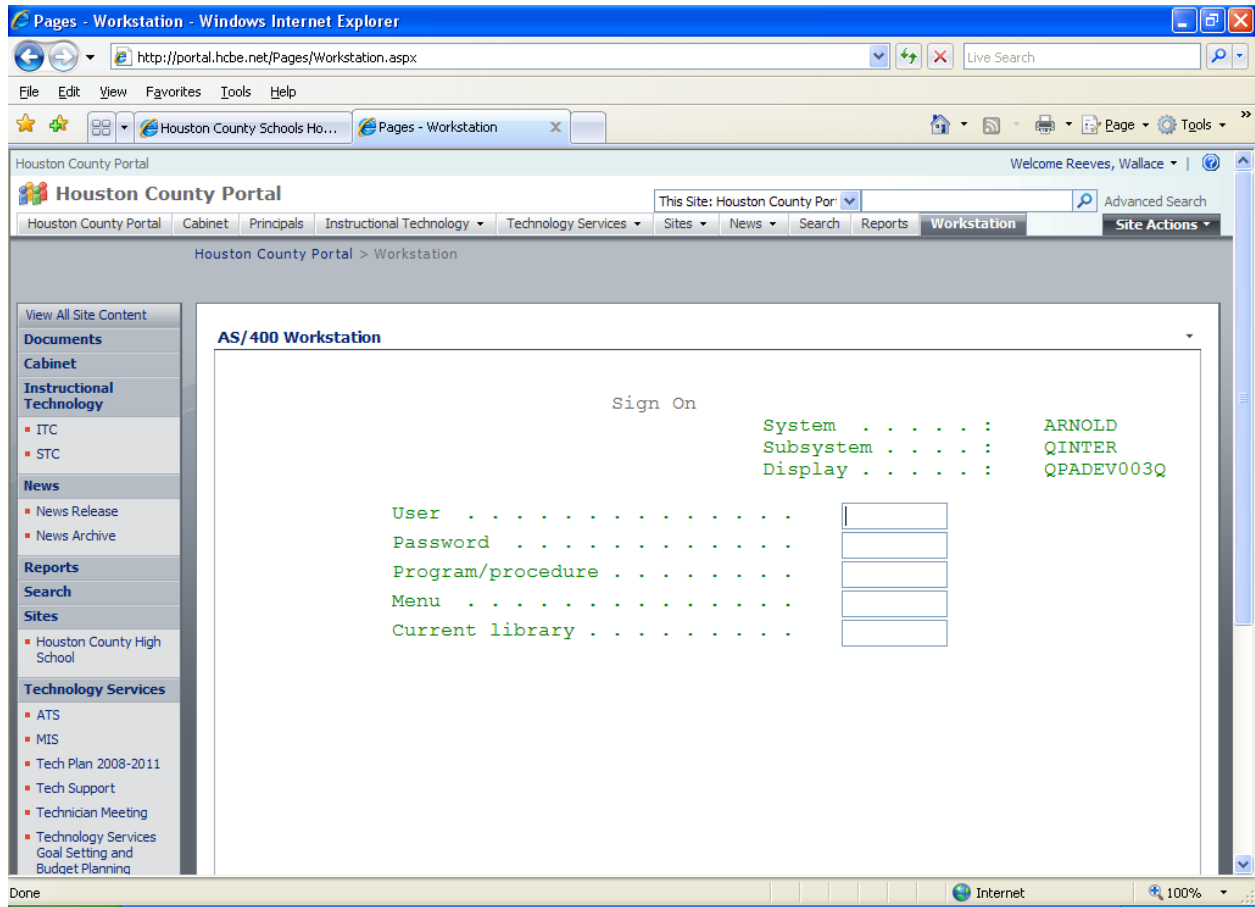 Pages - Workstation - Windows Internet Explorer
http://portal.hcbe.net/Pages/Workstation.aspx
Live Search
File Edit View Favorites Tools Help
Houston County Schools Ho... Pages - Workstation Page Tools
Houston County Portal Welcome Reeves, Wallace
Houston County Portal
This Site: Houston County Por Advanced Search
Houston County Portal Cabinet Principals Instructional Technology Technology Services Sites News Search Reports Workstation Site Actions
Houston County Portal > Workstation
View All Site Content
Documents
Cabinet
Instructional
Technology
ITC
STC
News
News Release
News Archive
Reports
Search
Sites
Houston County High
School
Technology Services
ATS
MIS
Tech Plan 2008-2011
Tech Support
Technician Meeting
Technology Services
Goal Setting and
Budget Planning
AS/400 Workstation
Sign On
System . . . . . : ARNOLD
Subsystem . . . . : QINTER
Display . . . . . : QPADEV003Q
User . . . . . . . . . . . . . .
Password . . . . . . . . . . . .
Program/procedure . . . . . . . .
Menu . . . . . . . . . . . . . .
Current library . . . . . . . . .
Done Internet 100%